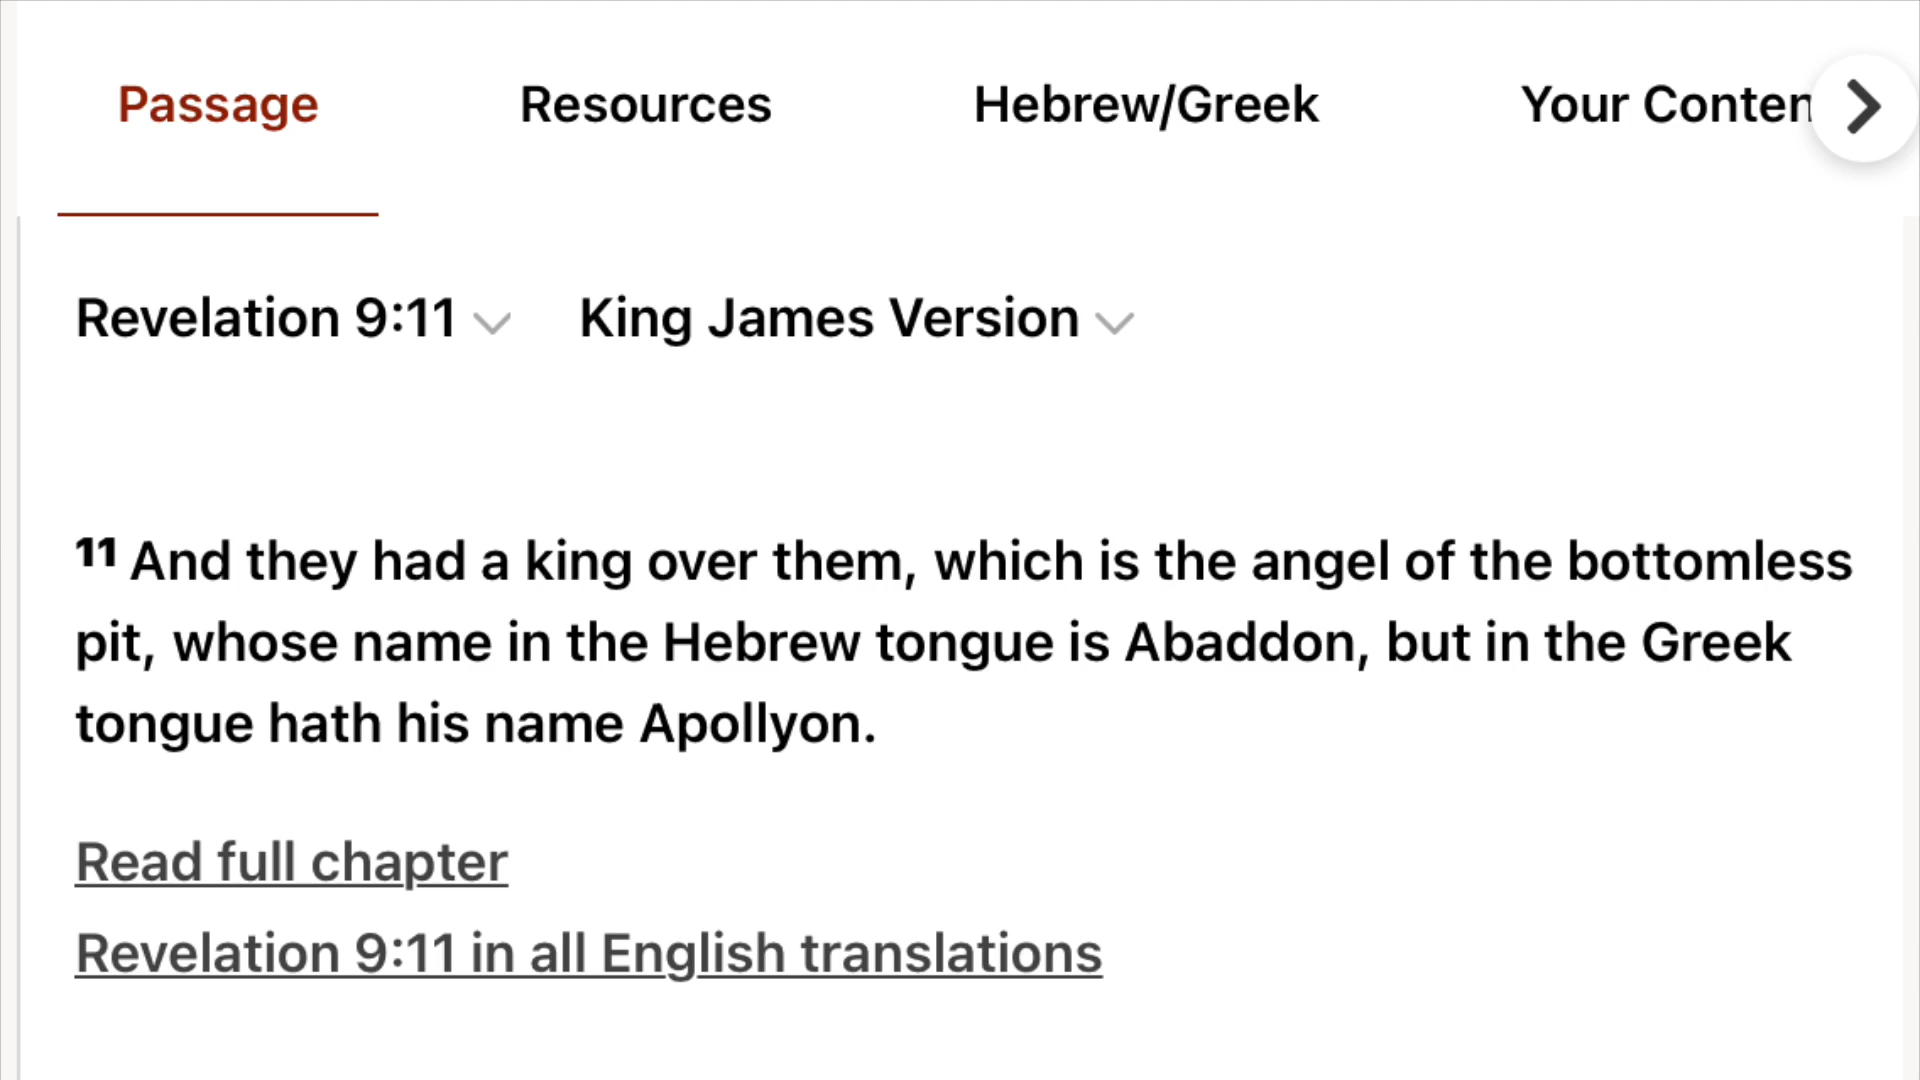 Passage Resources Hebrew/Greek Your Conten
Revelation 9:11 King James Version
11 And they had a king over them, which is the angel of the bottomless
pit, whose name in the Hebrew tongue is Abaddon, but in the Greek
tongue hath his name Apollyon.
Read full chapter
Revelation 9:11 in all English translations